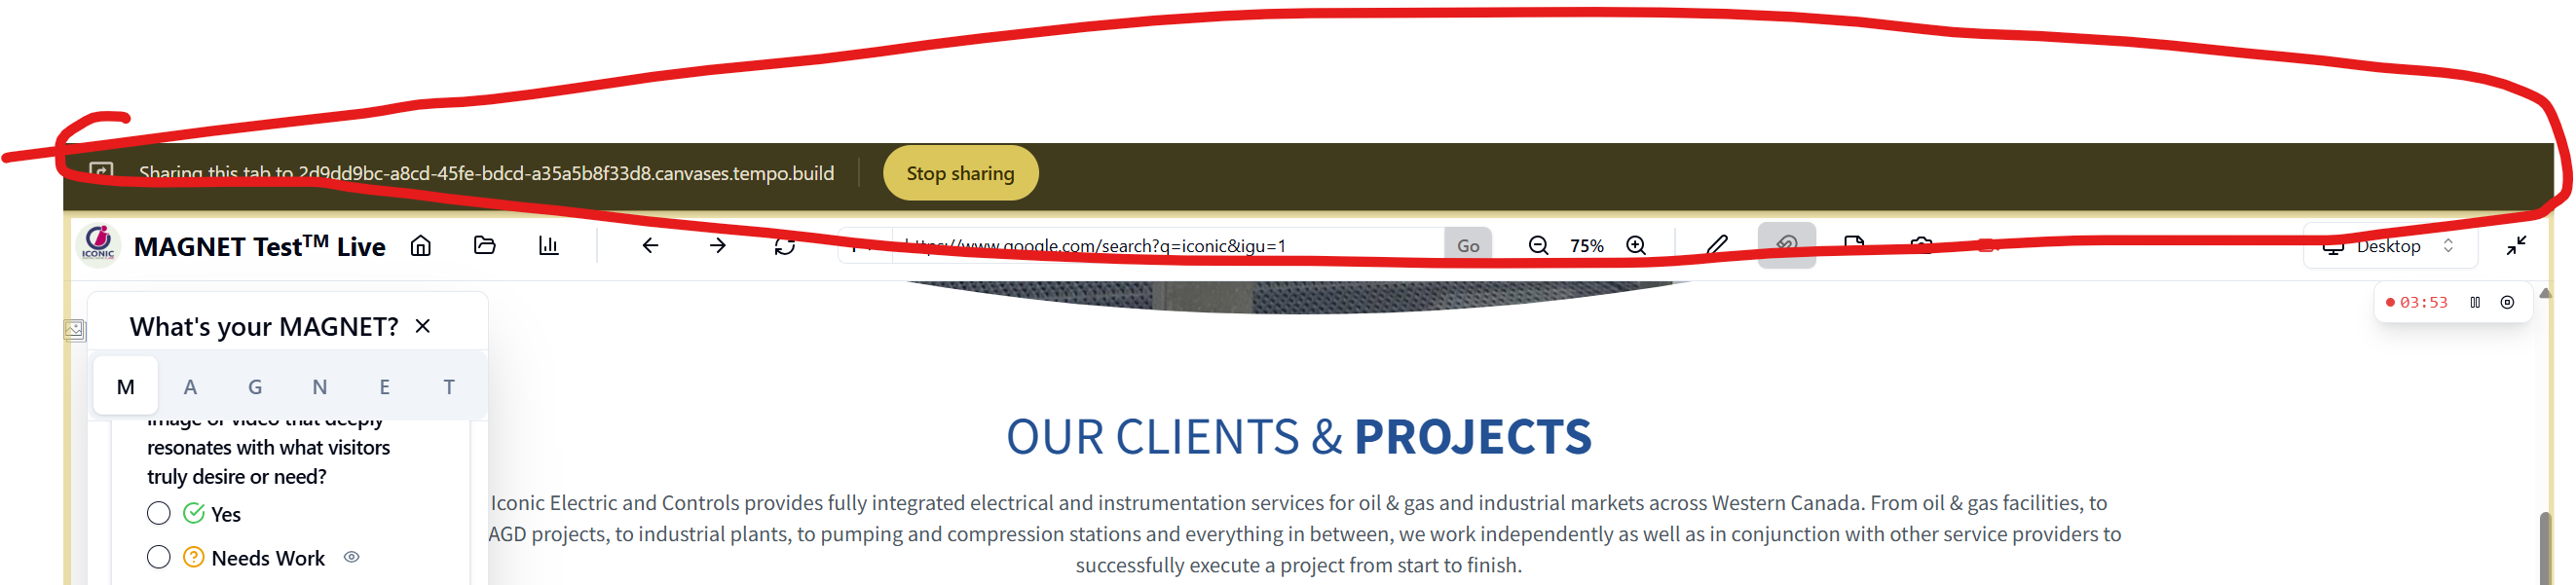 Sharing this tab to 2d9dd9bc-a8cd-45fe-bdcd-a35a5b8f33d8.canvases.tempo.build
Stop sharing
ICONIC
MAGNET Test™ Live
https://www.google.com/search?q=iconic&igu=1
Go
75%
Desktop
03:53
What's your MAGNET?
M A G N E T
image or video that deeply
resonates with what visitors
truly desire or need?
Yes
Needs Work
OUR CLIENTS & PROJECTS
Iconic Electric and Controls provides fully integrated electrical and instrumentation services for oil & gas and industrial markets across Western Canada. From oil & gas facilities, to
AGD projects, to industrial plants, to pumping and compression stations and everything in between, we work independently as well as in conjunction with other service providers to
successfully execute a project from start to finish.